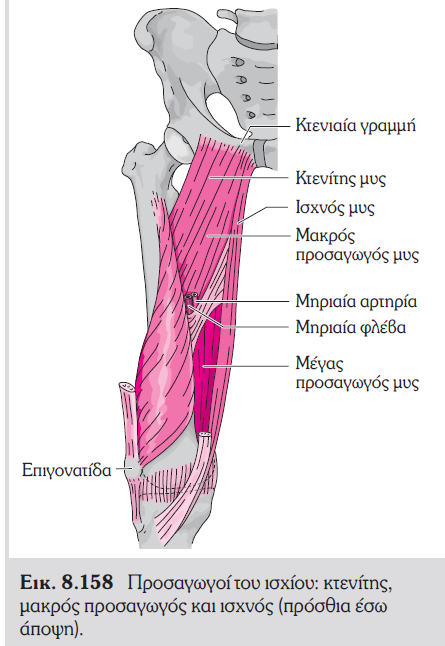 Κτενιαία γραμμή
Κτενίτης μυς
Ισχνός μυς
Μακρός
προσαγωγός μυς
Μηριαία αρτηρία
Μηριαία φλέβα
Μέγας
προσαγωγός μυς
Επιγονατίδα
Εικ. 8.158 Προσαγωγοί του ισχίου: κτενίτης,
μακρός προσαγωγός και ισχνός (πρόσθια έσω
άποψη).